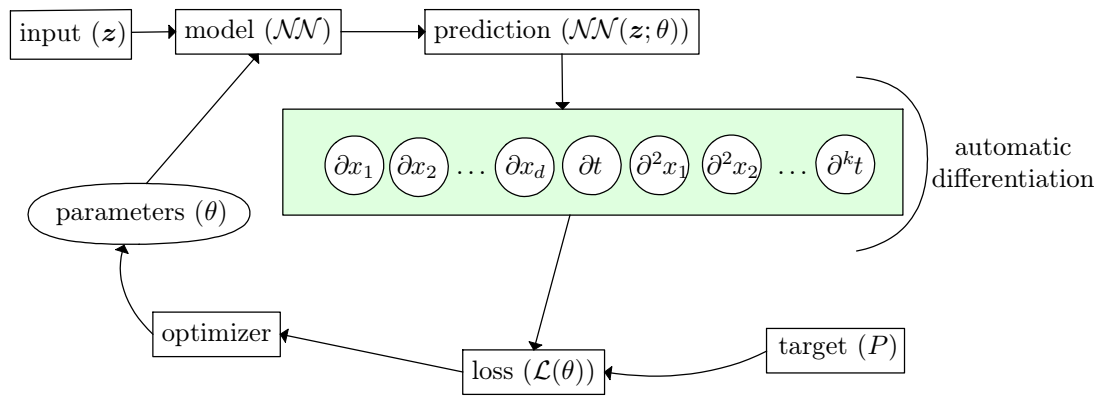 input (𝒛)
model (𝒩𝒩)
prediction (𝒩𝒩(𝒛; θ))
∂x₁ ∂x₂ … ∂x_d ∂t ∂²x₁ ∂²x₂ … ∂ᵏt
automatic
differentiation
parameters (θ)
optimizer
loss (ℒ(θ))
target (P)